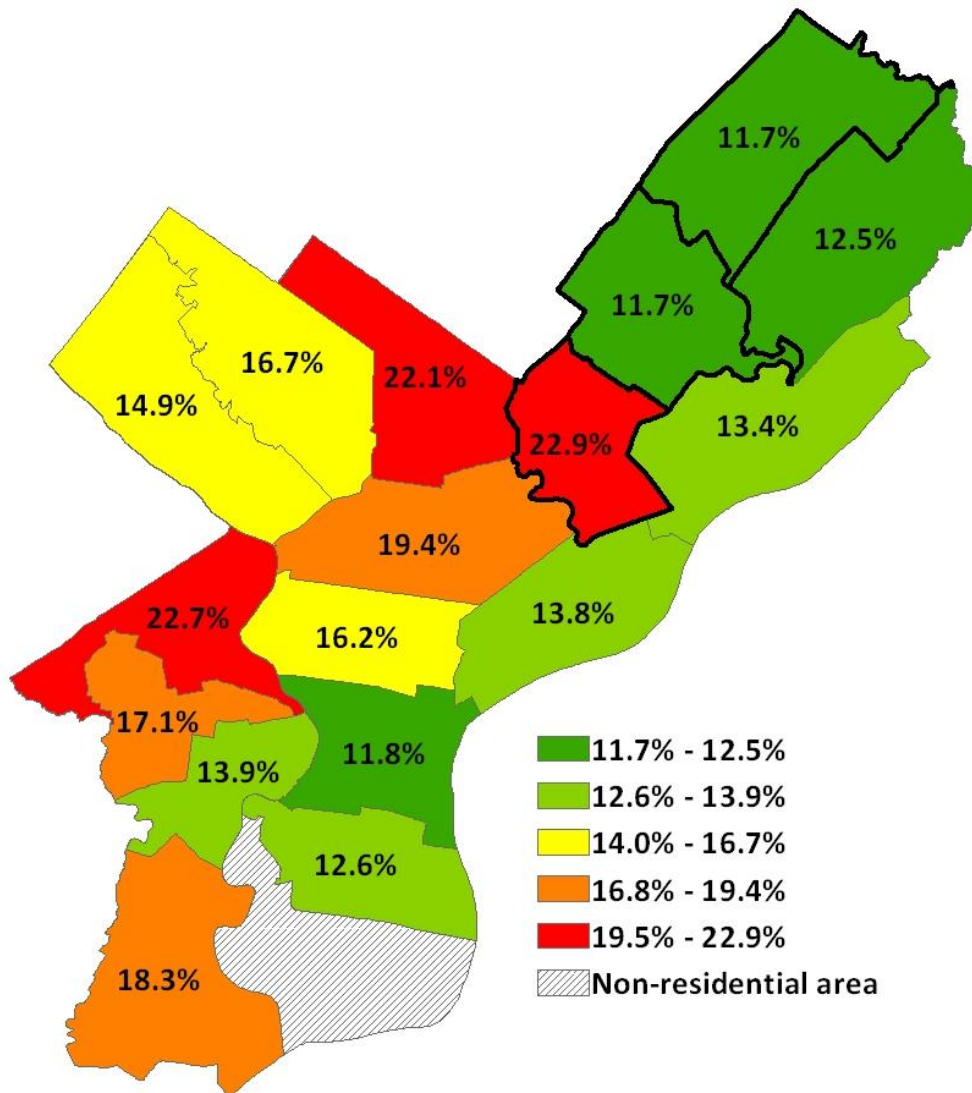 11.7%
12.5%
11.7%
16.7%
22.1%
14.9%
13.4%
22.9%
19.4%
13.8%
22.7%
16.2%
17.1%
11.8%
13.9%
12.6%
18.3%
11.7% - 12.5%
12.6% - 13.9%
14.0% - 16.7%
16.8% - 19.4%
19.5% - 22.9%
Non-residential area